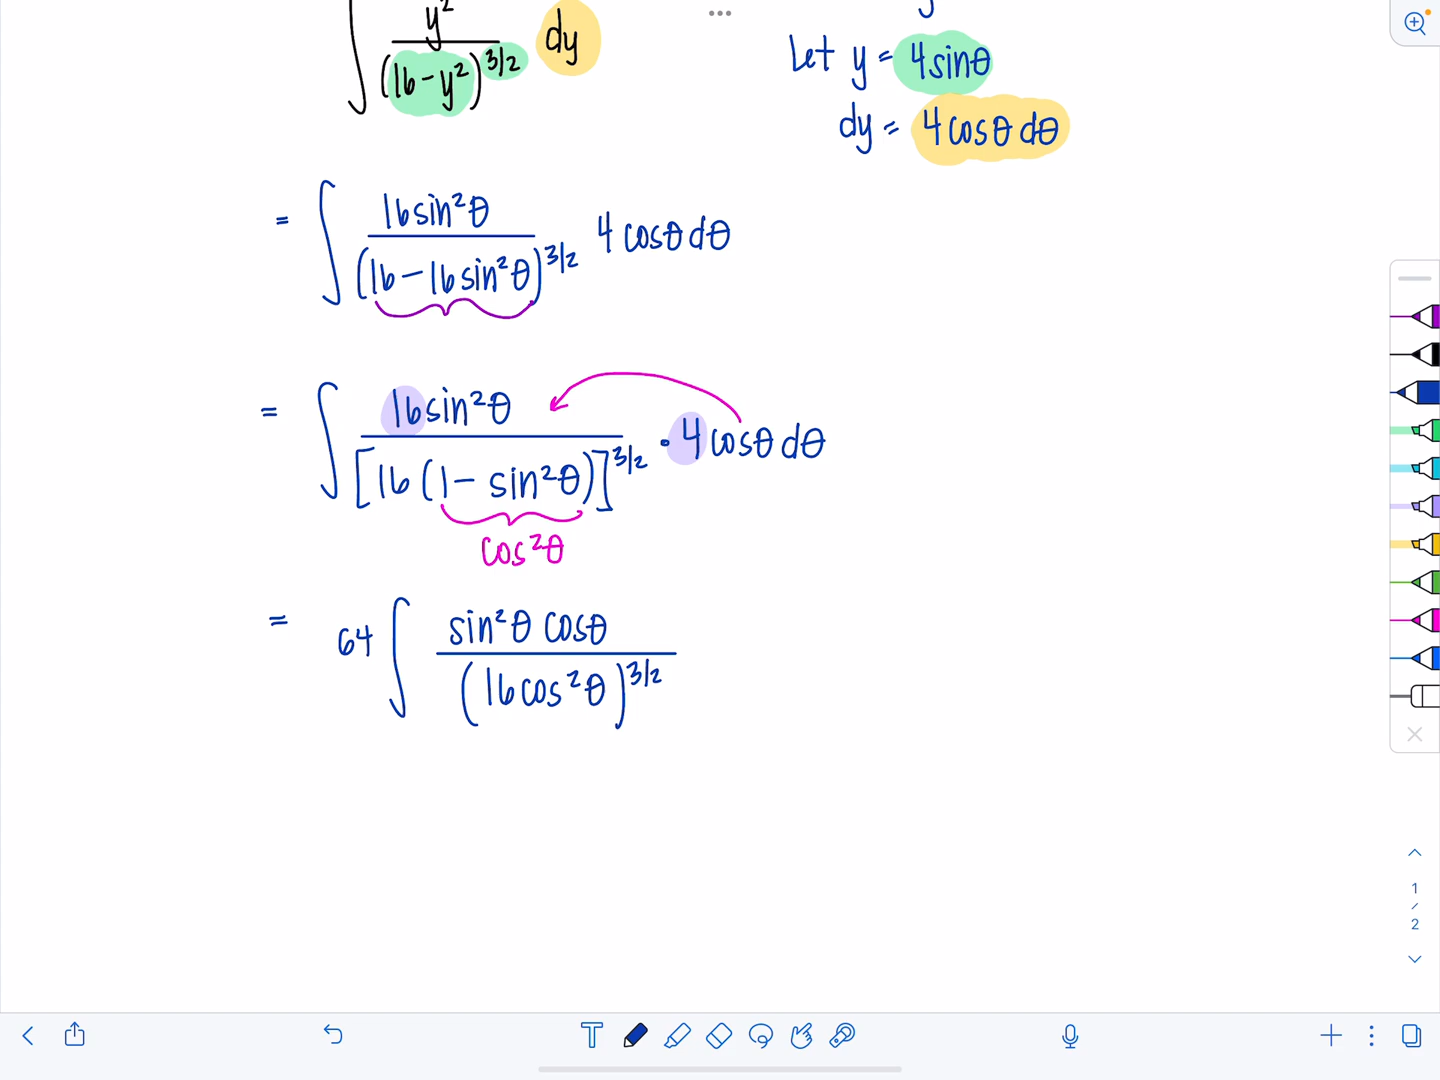 ∫ y² / (16 - y²)^(3/2) dy
Let y = 4sinθ
dy = 4cosθ dθ
= ∫ 16sin²θ / (16 - 16sin²θ)^(3/2) 4cosθ dθ
= ∫ 16sin²θ / [16(1 - sin²θ)]^(3/2) · 4cosθ dθ
cos²θ
= 64 ∫ sin²θ cosθ / (16cos²θ)^(3/2)
1
/
2
T